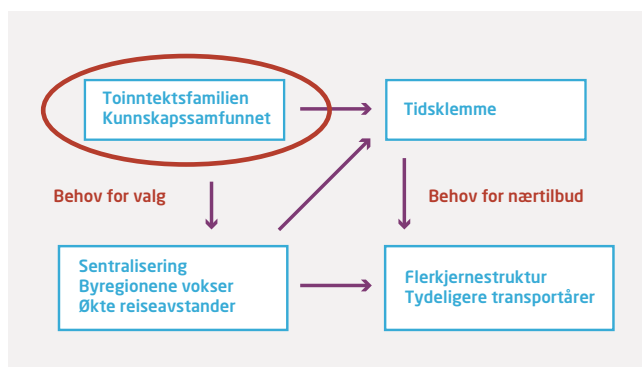 Toinntektsfamilien
Kunnskapssamfunnet
Tidsklemme
Behov for valg
Behov for nærtilbud
Sentralisering
Byregionene vokser
Økte reiseavstander
Flerkjernestruktur
Tydeligere transportårer